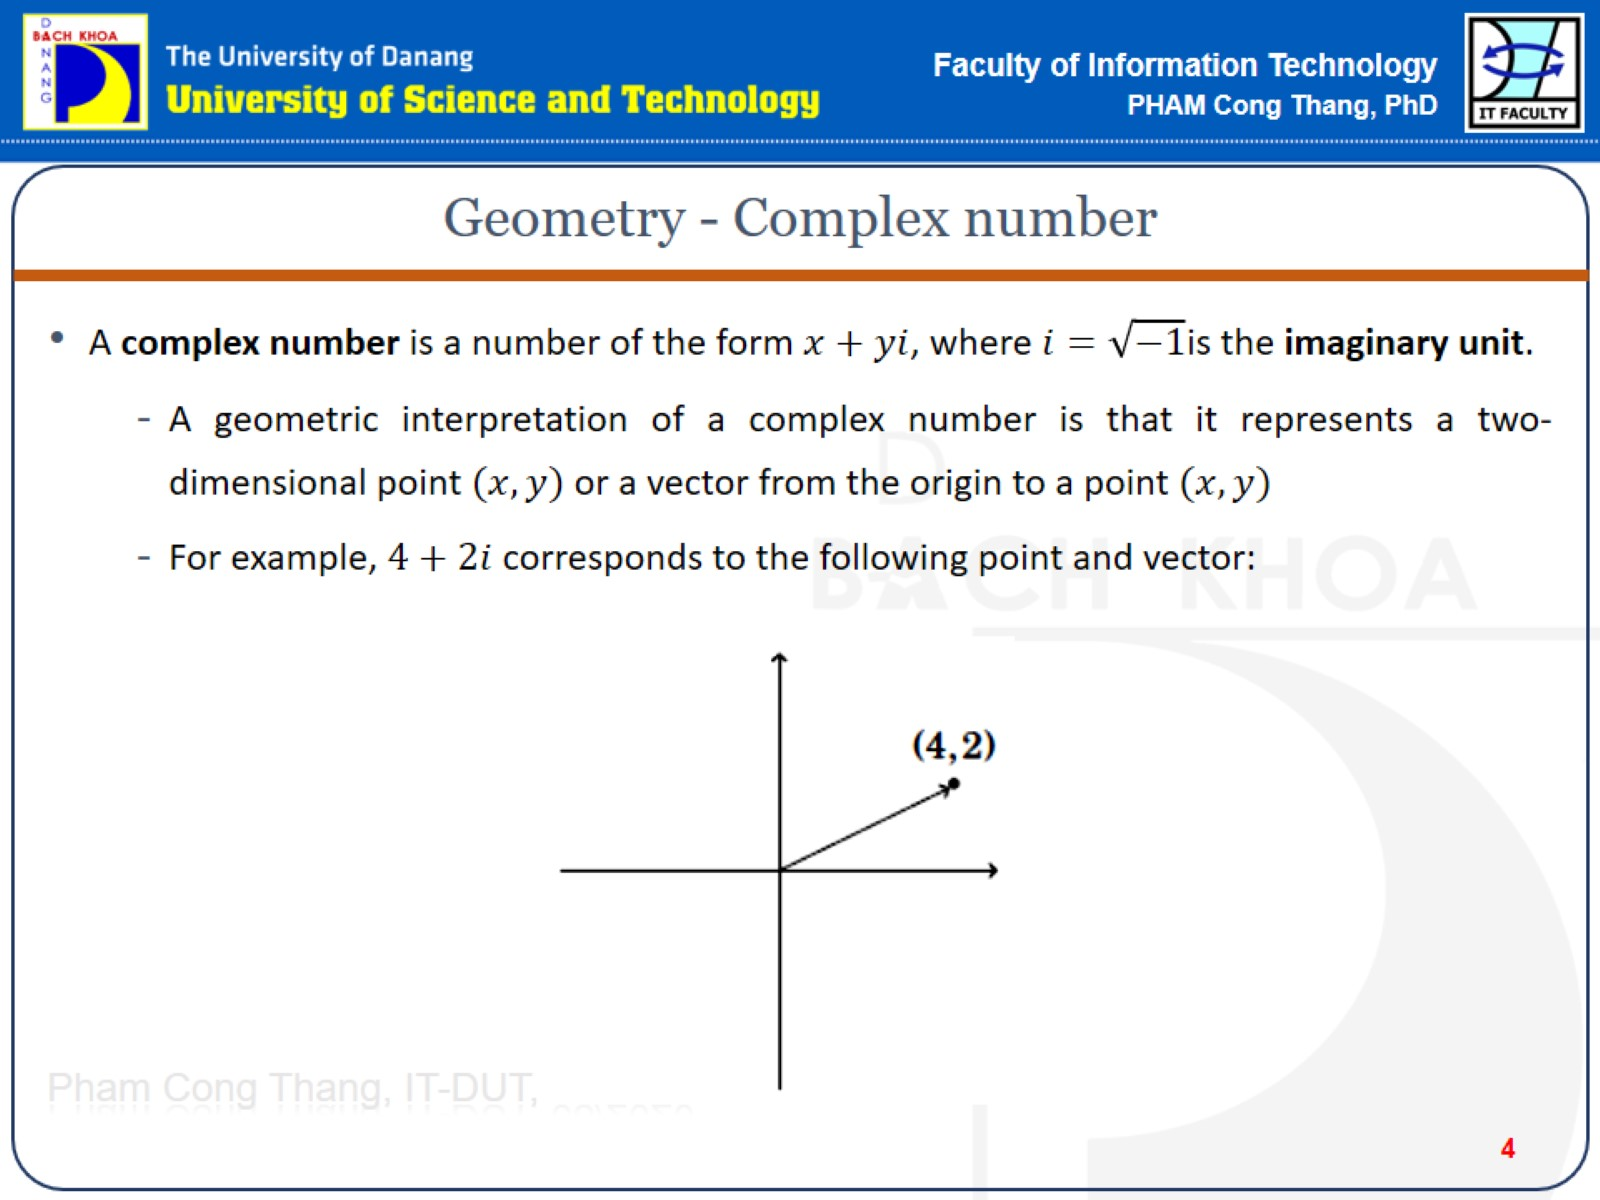 D
BACH KHOA
N
A
N
G
The University of Danang
University of Science and Technology
Faculty of Information Technology
PHAM Cong Thang, PhD
IT FACULTY
Geometry - Complex number
• A complex number is a number of the form x + yi, where i = √−1 is the imaginary unit.
- A geometric interpretation of a complex number is that it represents a two-
dimensional point (x, y) or a vector from the origin to a point (x, y)
- For example, 4 + 2i corresponds to the following point and vector:
D
BACH KHOA
(4,2)
Pham Cong Thang, IT-DUT,
4